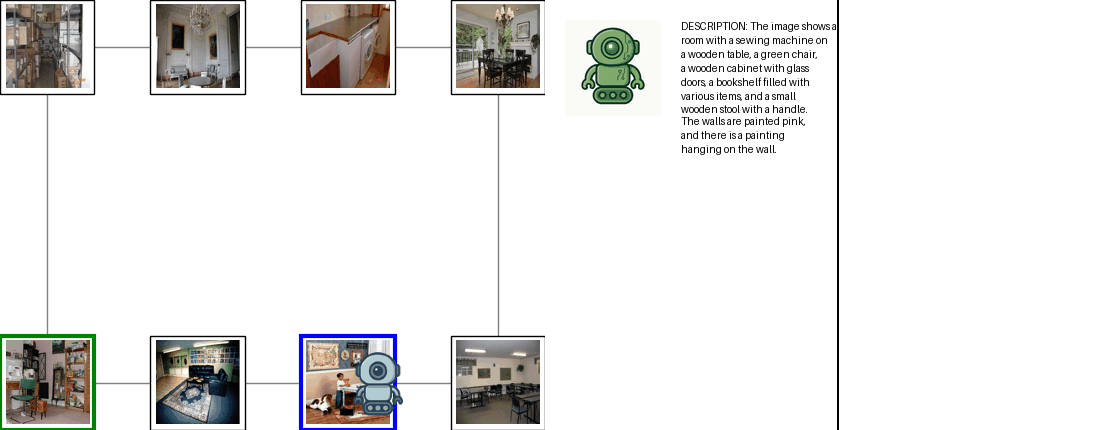 DESCRIPTION: The image shows a
room with a sewing machine on
a wooden table, a green chair,
a wooden cabinet with glass
doors, a bookshelf filled with
various items, and a small
wooden stool with a handle.
The walls are painted pink,
and there is a painting
hanging on the wall.